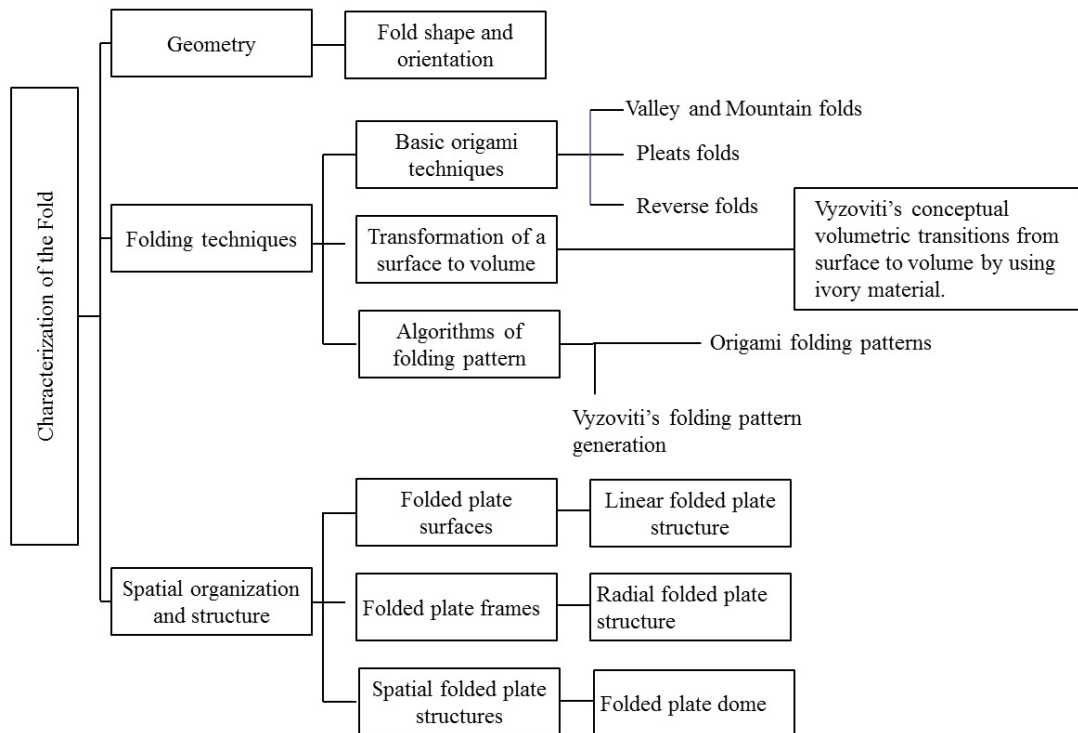 Characterization of the Fold
Geometry
Fold shape and
orientation
Folding techniques
Basic origami
techniques
Valley and Mountain folds
Pleats folds
Reverse folds
Transformation of a
surface to volume
Vyzoviti’s conceptual
volumetric transitions from
surface to volume by using
ivory material.
Algorithms of
folding pattern
Origami folding patterns
Vyzoviti’s folding pattern
generation
Spatial organization
and structure
Folded plate
surfaces
Linear folded plate
structure
Folded plate frames
Radial folded plate
structure
Spatial folded plate
structures
Folded plate dome